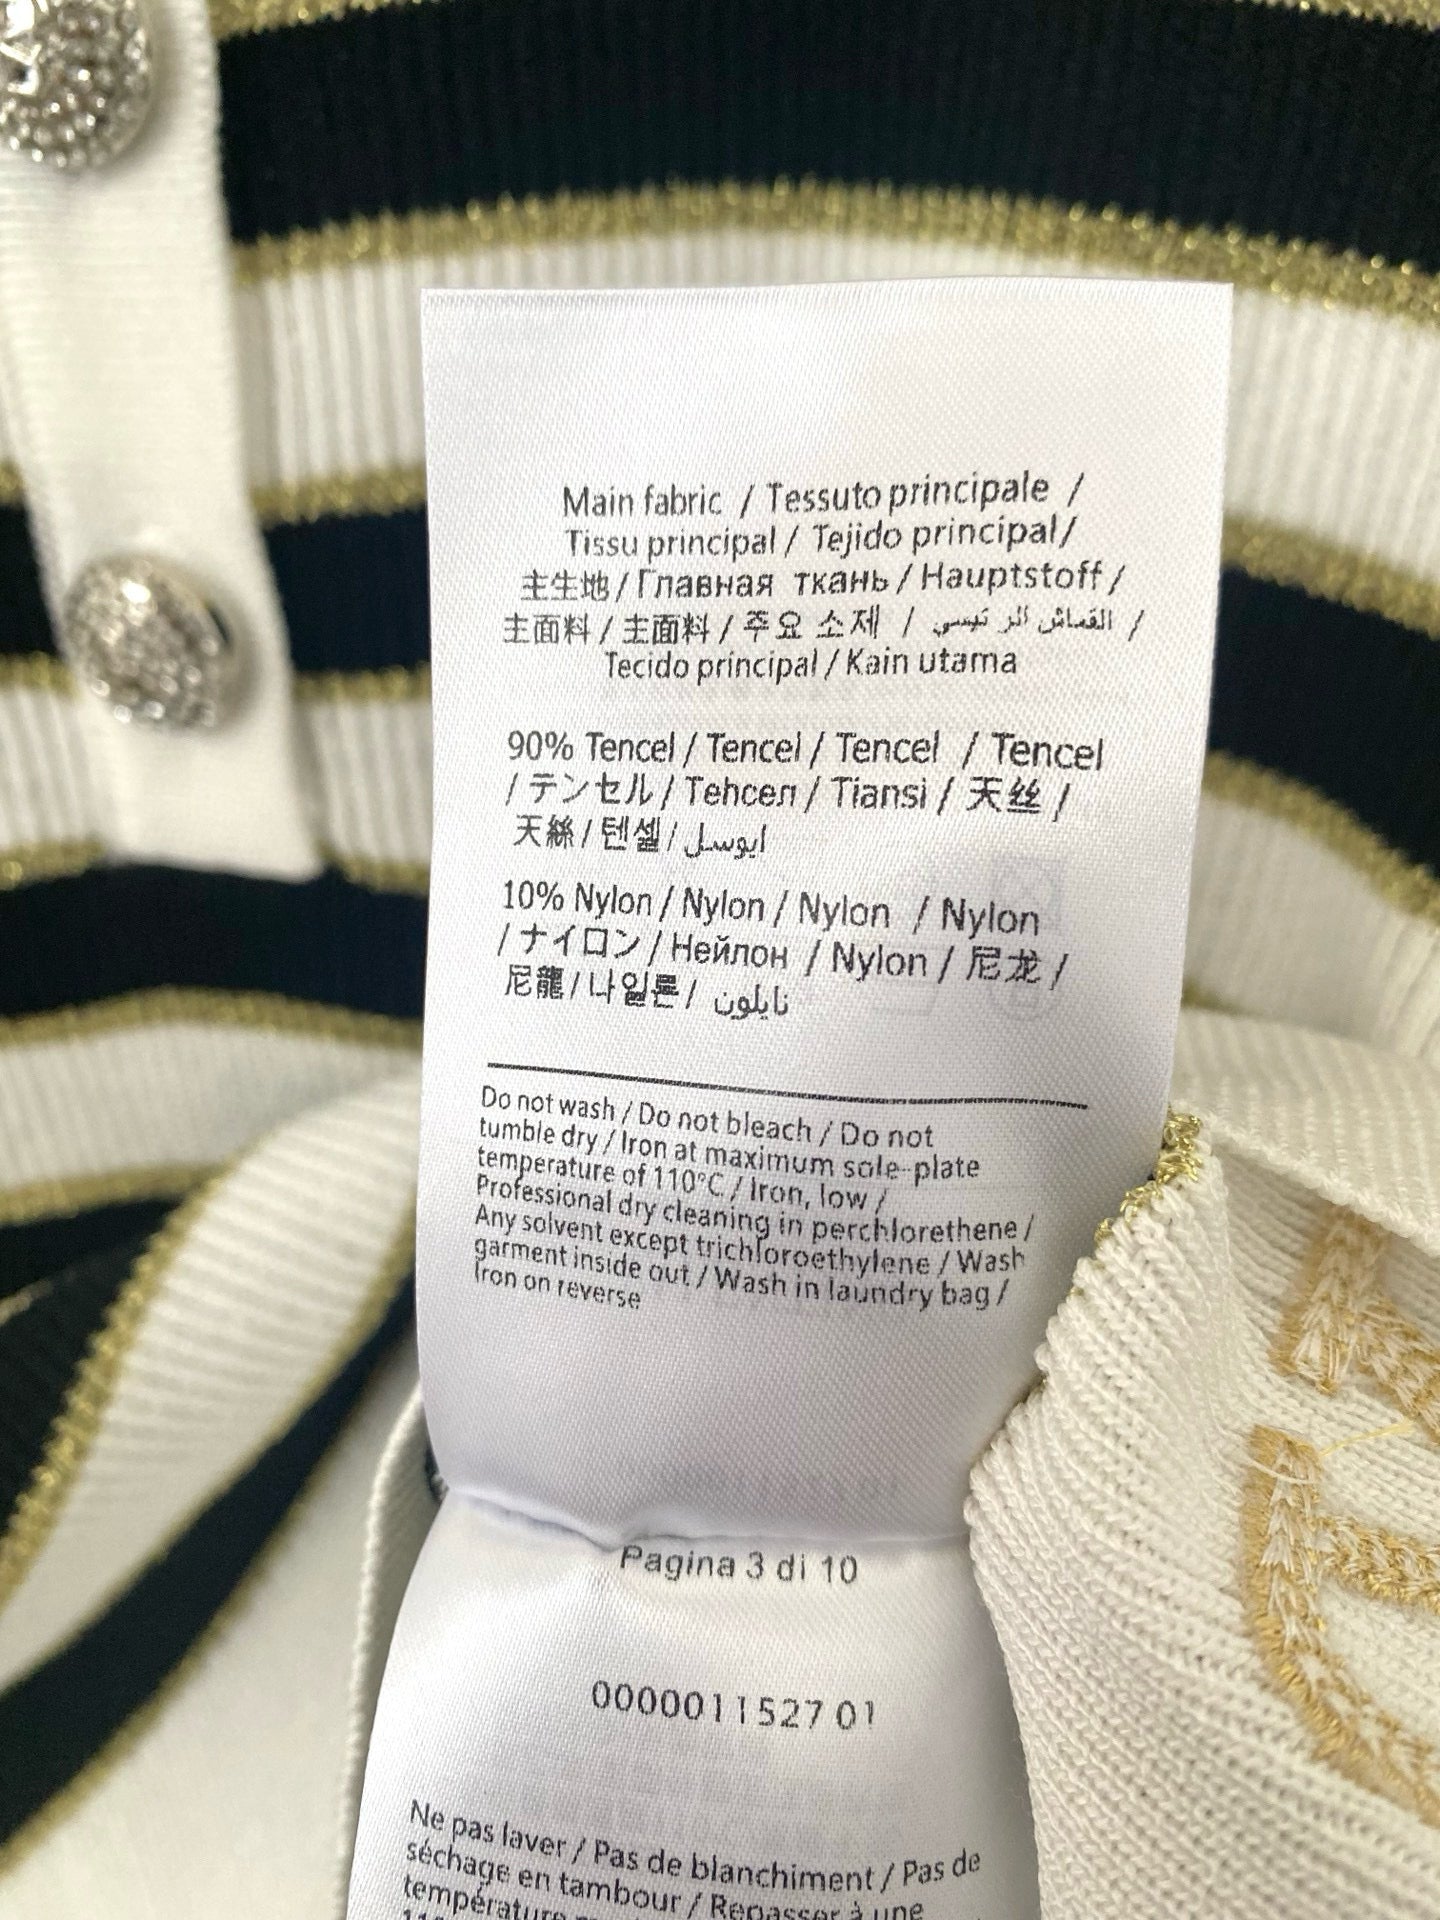 Main fabric / Tessuto principale /
Tissu principal / Tejido principal/
主生地 / Главная ткань / Hauptstoff /
主面料 / 主面料 / 주요 소재 / القماش الر ئيسي /
Tecido principal / Kain utama
90% Tencel / Tencel / Tencel / Tencel
/ テンセル / Тенсел / Tiansi / 天丝 /
天絲 / 텐셀 / ايوسل
10% Nylon / Nylon / Nylon / Nylon
/ ナイロン / Нейлон / Nylon / 尼龙 /
尼龍 / 나일론 / نايلون
Do not wash / Do not bleach / Do not
tumble dry / Iron at maximum sole-plate
temperature of 110°C / Iron, low /
Professional dry cleaning in perchlorethene /
Any solvent except trichloroethylene / Wash
garment inside out / Wash in laundry bag /
Iron on reverse
Pagina 3 di 10
0000011527 01
Ne pas laver / Pas de blanchiment / Pas de
séchage en tambour / Repasser à une
température